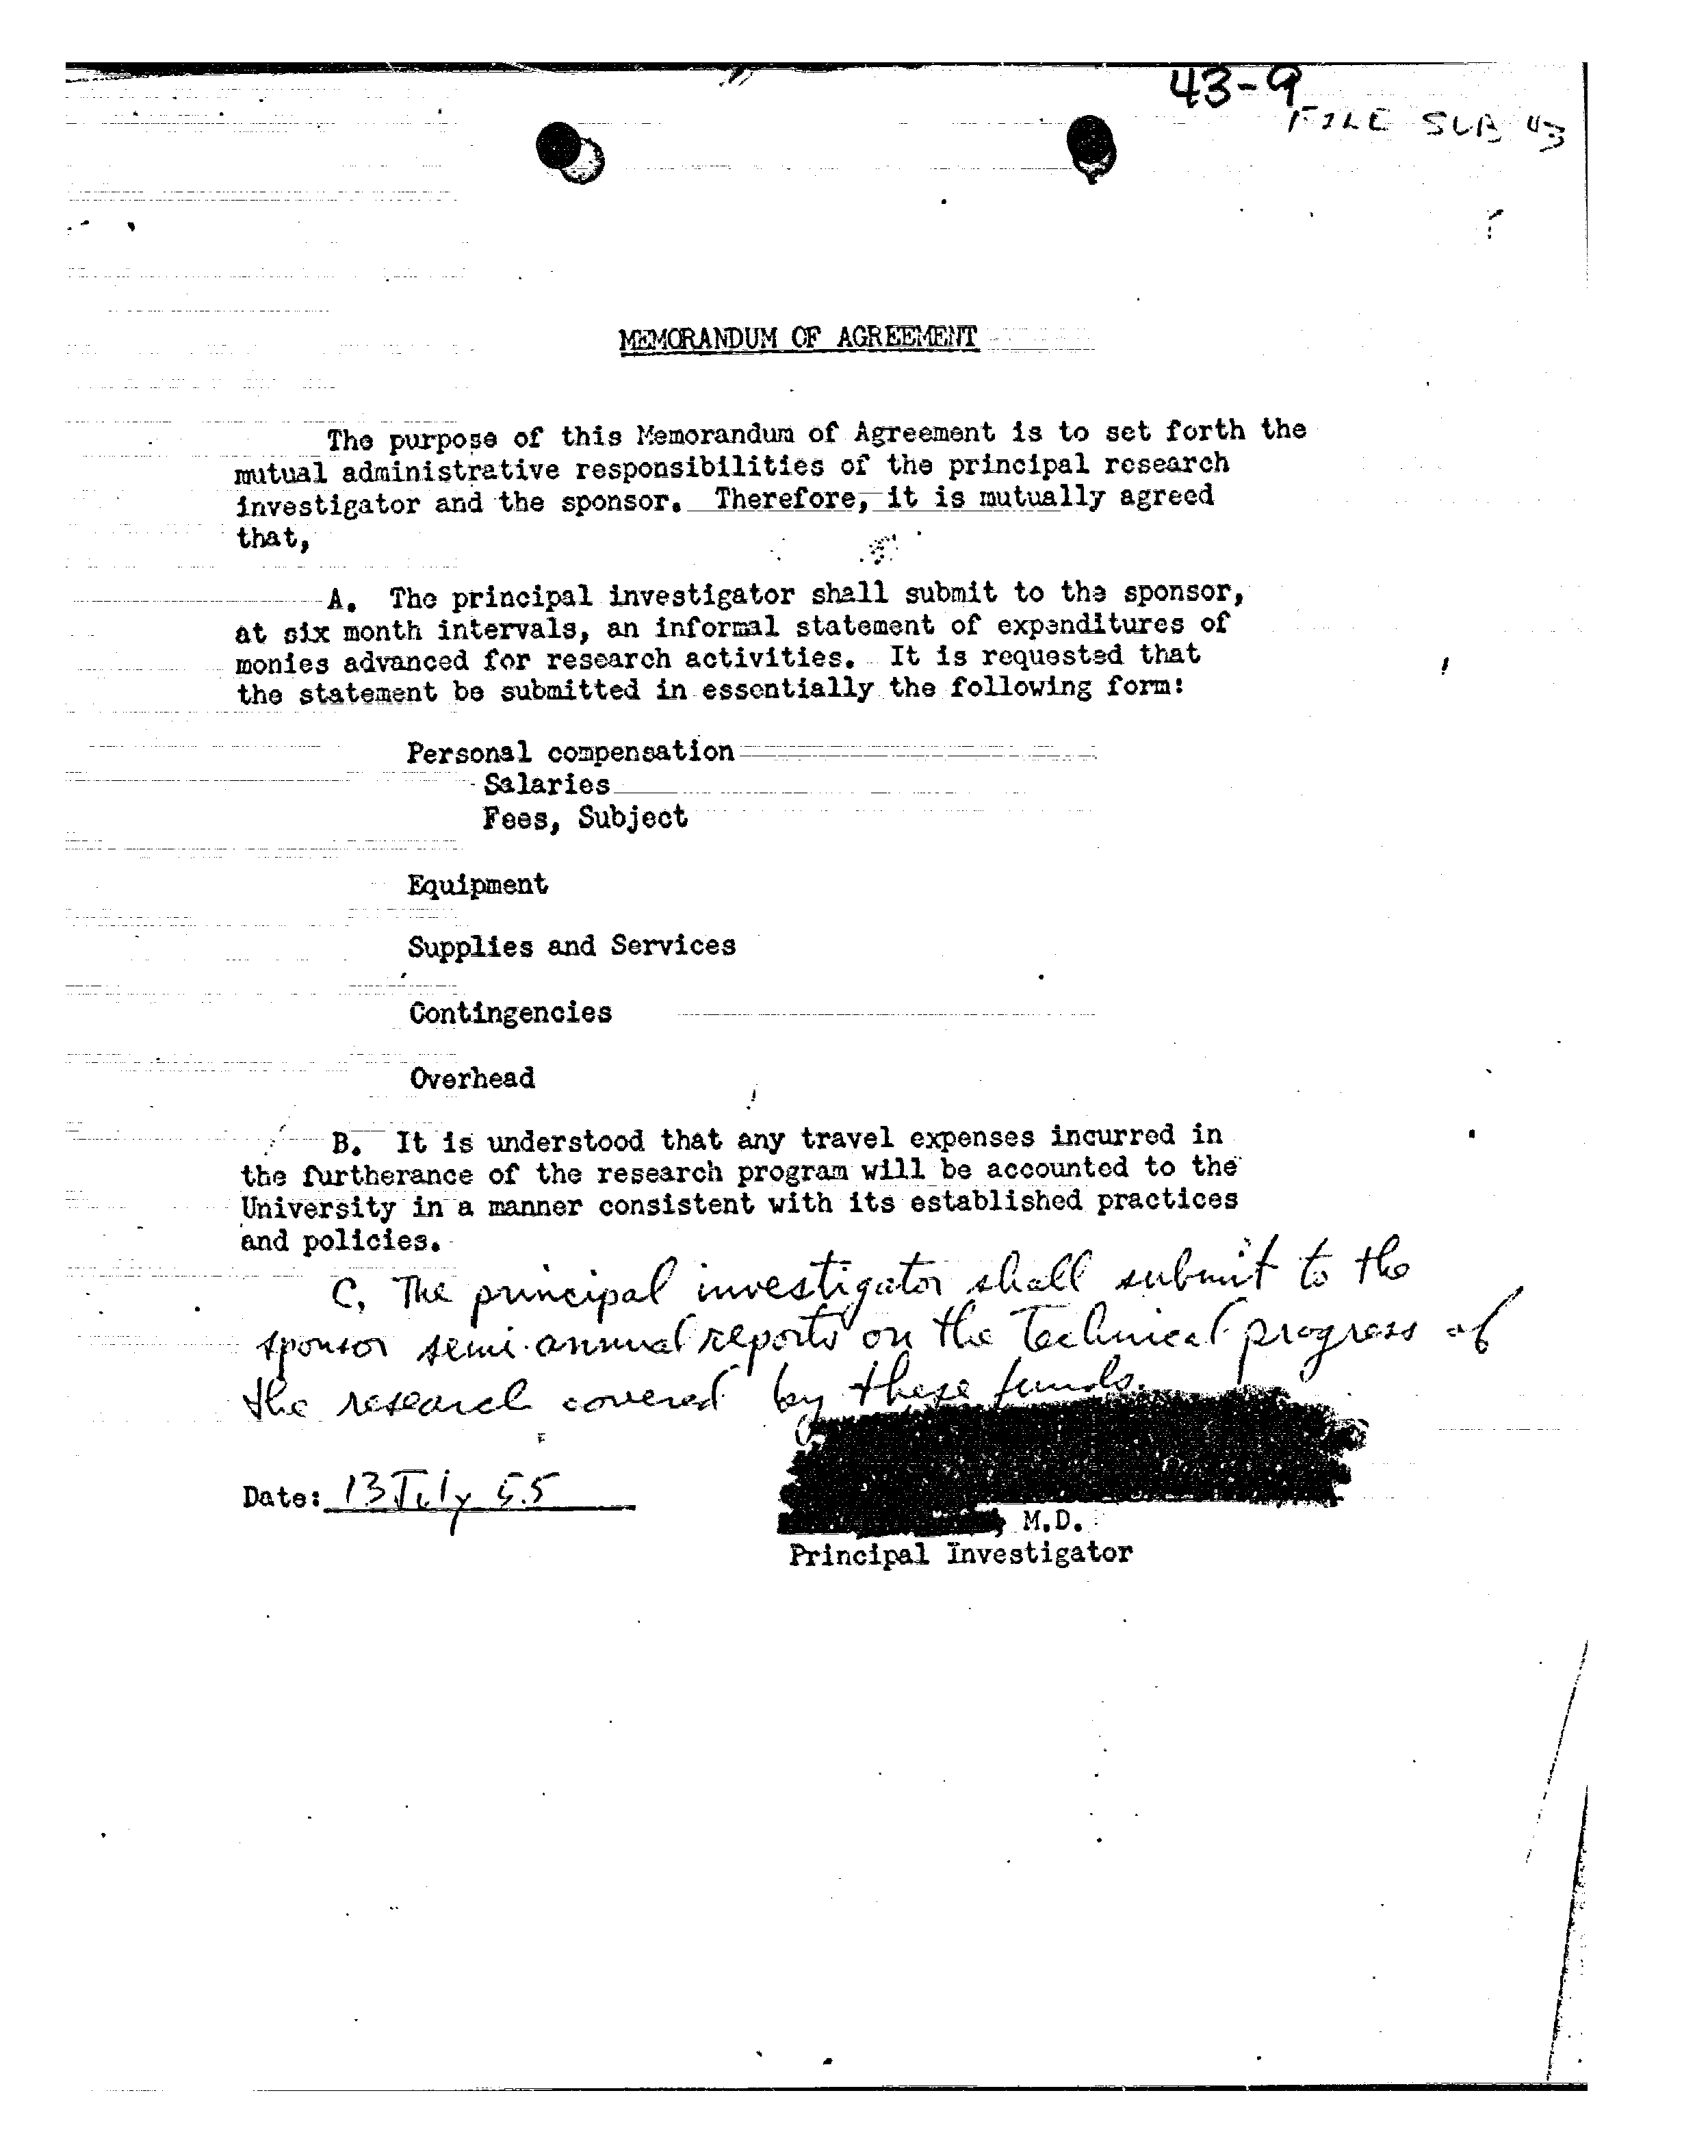 43-9
FILE SUB 43
MEMORANDUM OF AGREEMENT
The purpose of this Memorandum of Agreement is to set forth the
mutual administrative responsibilities of the principal research
investigator and the sponsor. Therefore, it is mutually agreed
that,
A. The principal investigator shall submit to the sponsor,
at six month intervals, an informal statement of expenditures of
monies advanced for research activities. It is requested that
the statement be submitted in essentially the following form:
Personal compensation
Salaries
Fees, Subject
Equipment
Supplies and Services
Contingencies
Overhead
B. It is understood that any travel expenses incurred in
the furtherance of the research program will be accounted to the
University in a manner consistent with its established practices
and policies.
C. The principal investigator shall submit to the
sponsor semi-annual reports on the technical progress of
the research covered by these funds.
Date: 13 July 55
, M.D.
Principal Investigator